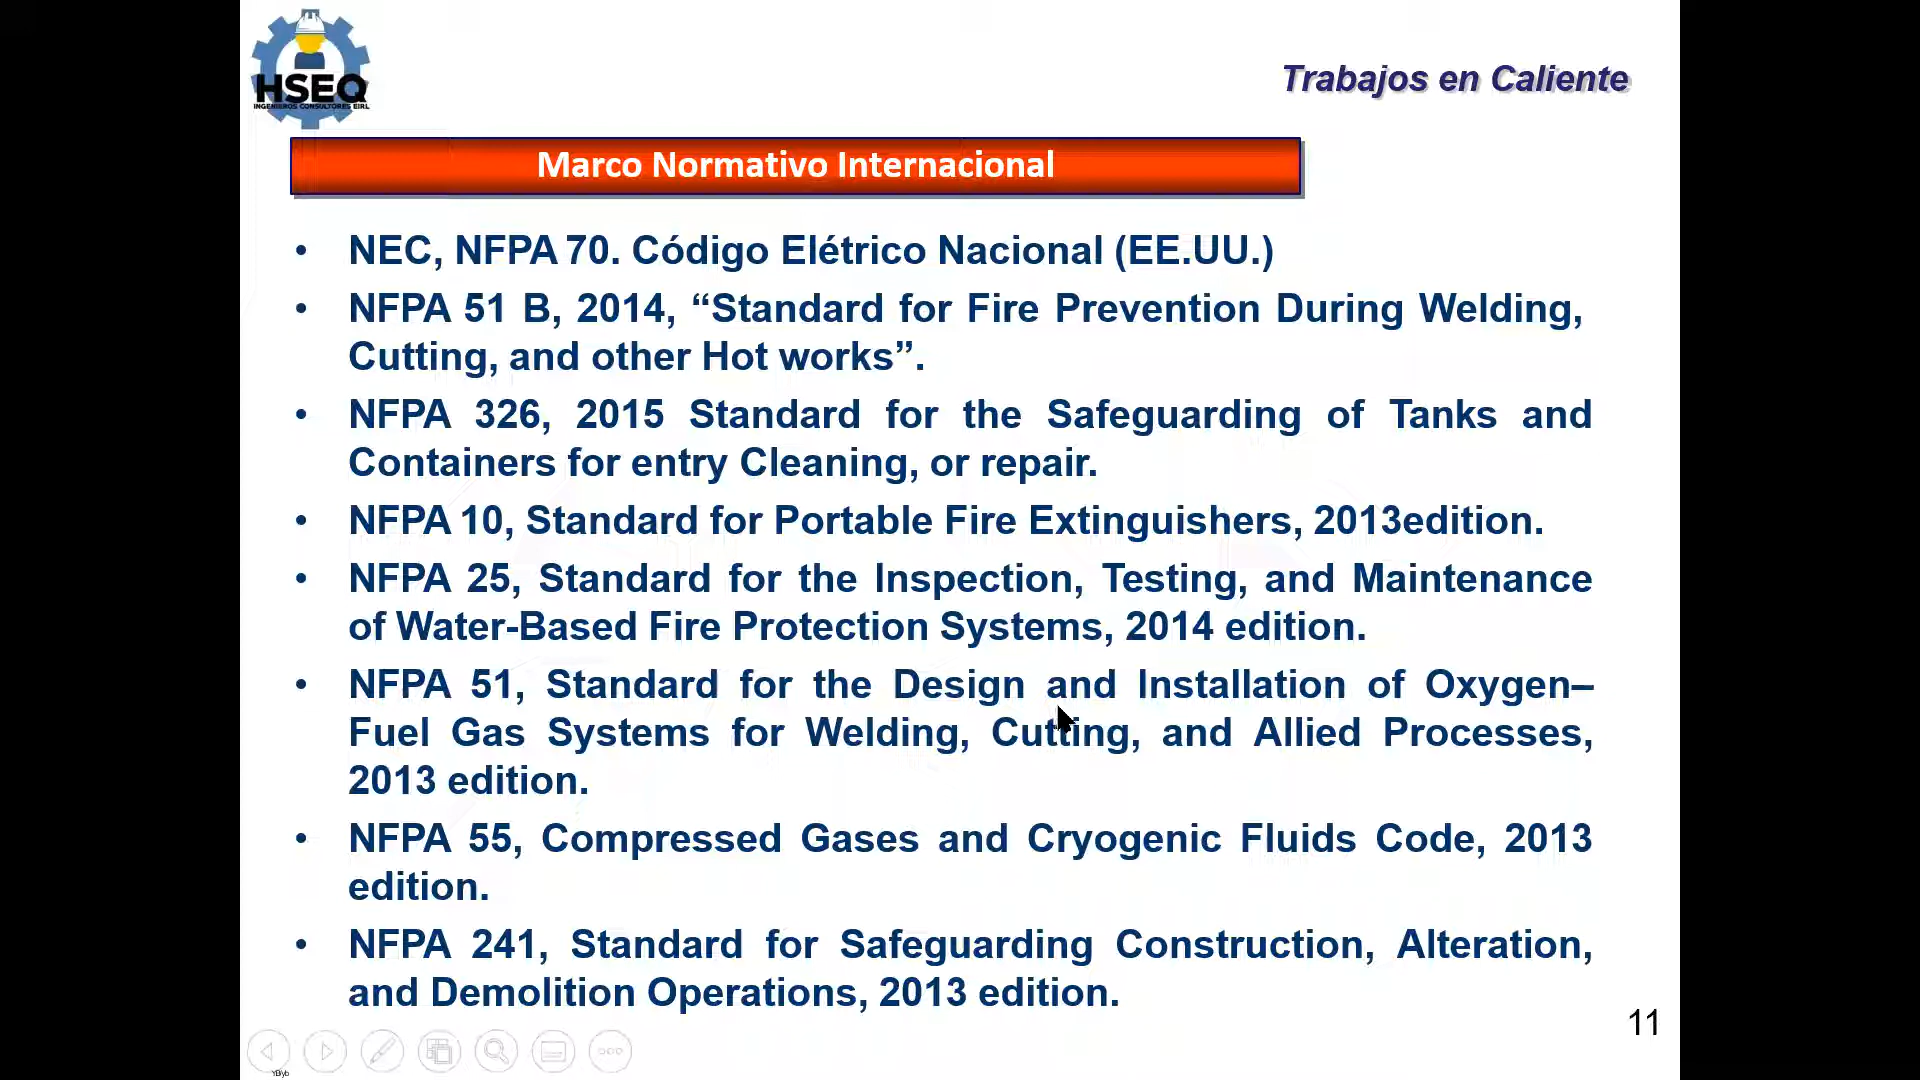 HSEQ
INGENIEROS CONSULTORES EIRL
Trabajos en Caliente
Marco Normativo Internacional
• NEC, NFPA 70. Código Elétrico Nacional (EE.UU.)
• NFPA 51 B, 2014, “Standard for Fire Prevention During Welding,
Cutting, and other Hot works”.
• NFPA 326, 2015 Standard for the Safeguarding of Tanks and
Containers for entry Cleaning, or repair.
• NFPA 10, Standard for Portable Fire Extinguishers, 2013edition.
• NFPA 25, Standard for the Inspection, Testing, and Maintenance
of Water-Based Fire Protection Systems, 2014 edition.
• NFPA 51, Standard for the Design and Installation of Oxygen–
Fuel Gas Systems for Welding, Cutting, and Allied Processes,
2013 edition.
• NFPA 55, Compressed Gases and Cryogenic Fluids Code, 2013
edition.
• NFPA 241, Standard for Safeguarding Construction, Alteration,
and Demolition Operations, 2013 edition.
11